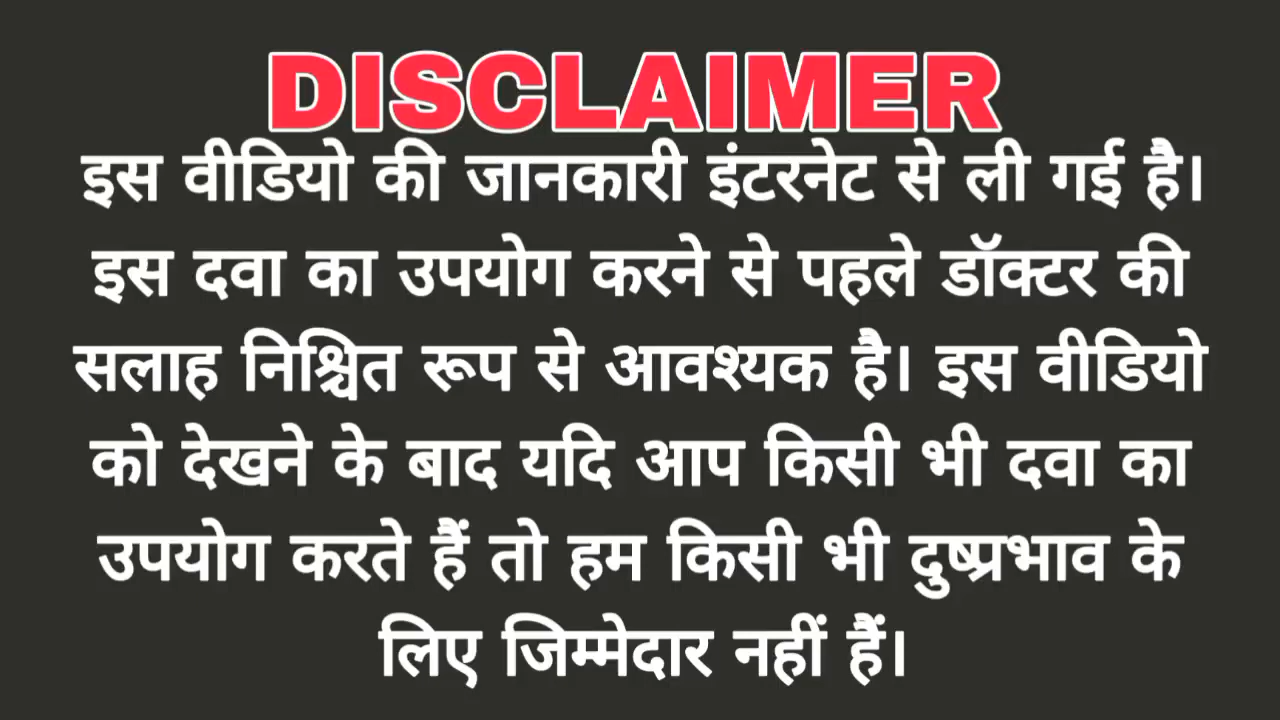 DISCLAIMER
इस वीडियो की जानकारी इंटरनेट से ली गई है।
इस दवा का उपयोग करने से पहले डॉक्टर की
सलाह निश्चित रूप से आवश्यक है। इस वीडियो
को देखने के बाद यदि आप किसी भी दवा का
उपयोग करते हैं तो हम किसी भी दुष्प्रभाव के
लिए जिम्मेदार नहीं हैं।